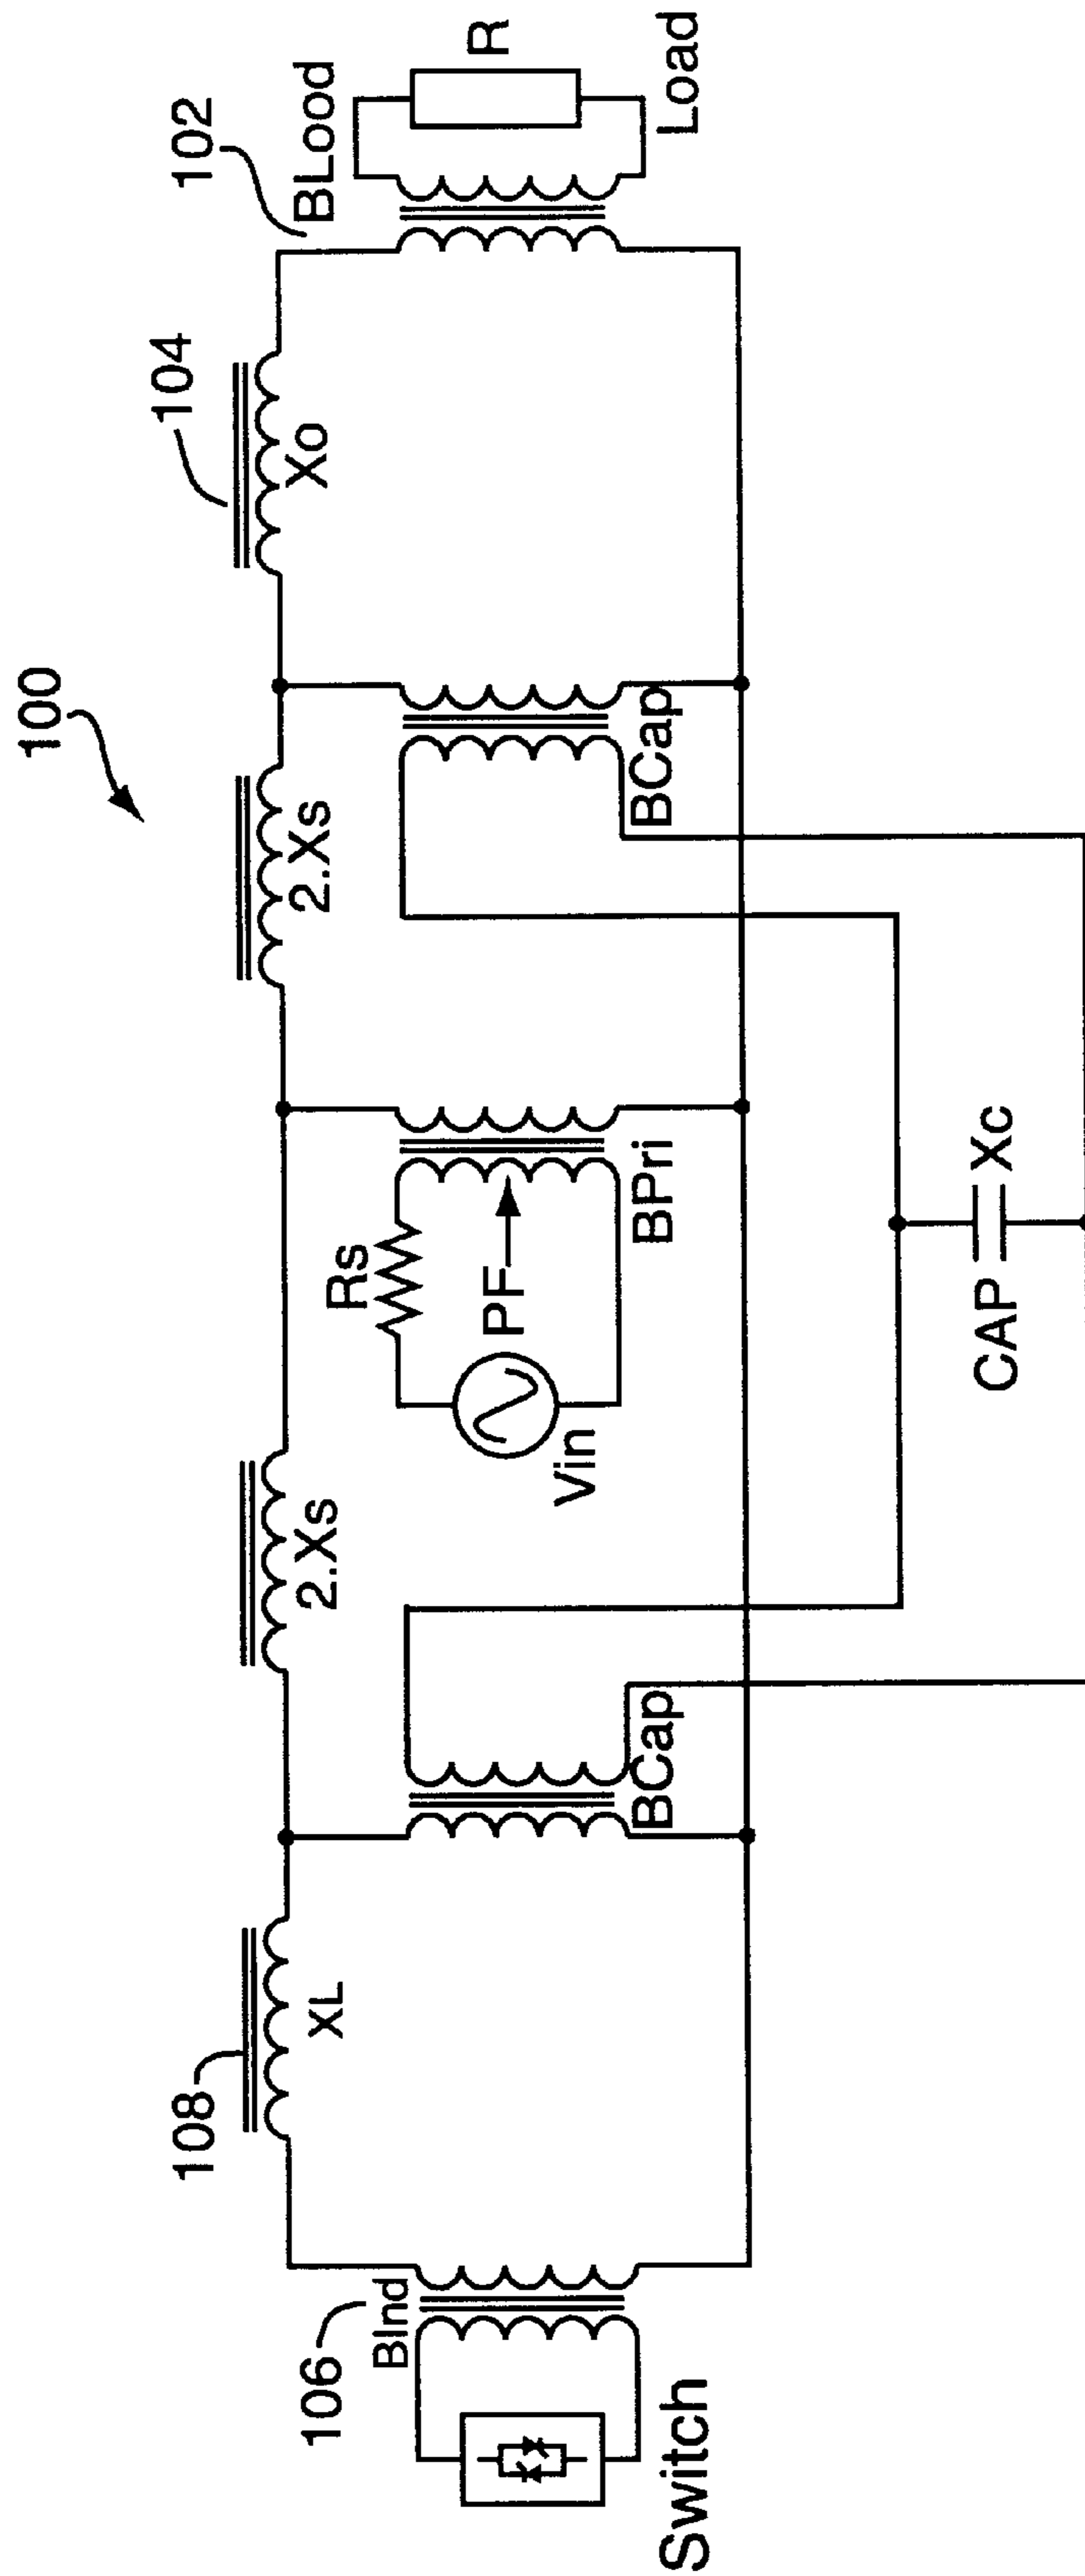 100
108
XL
2.Xs
2.Xs
104
Xo
102
BLood
R
Load
106
BInd
Switch
BCap
Vin
Rs
PF
BPri
BCap
CAP
Xc